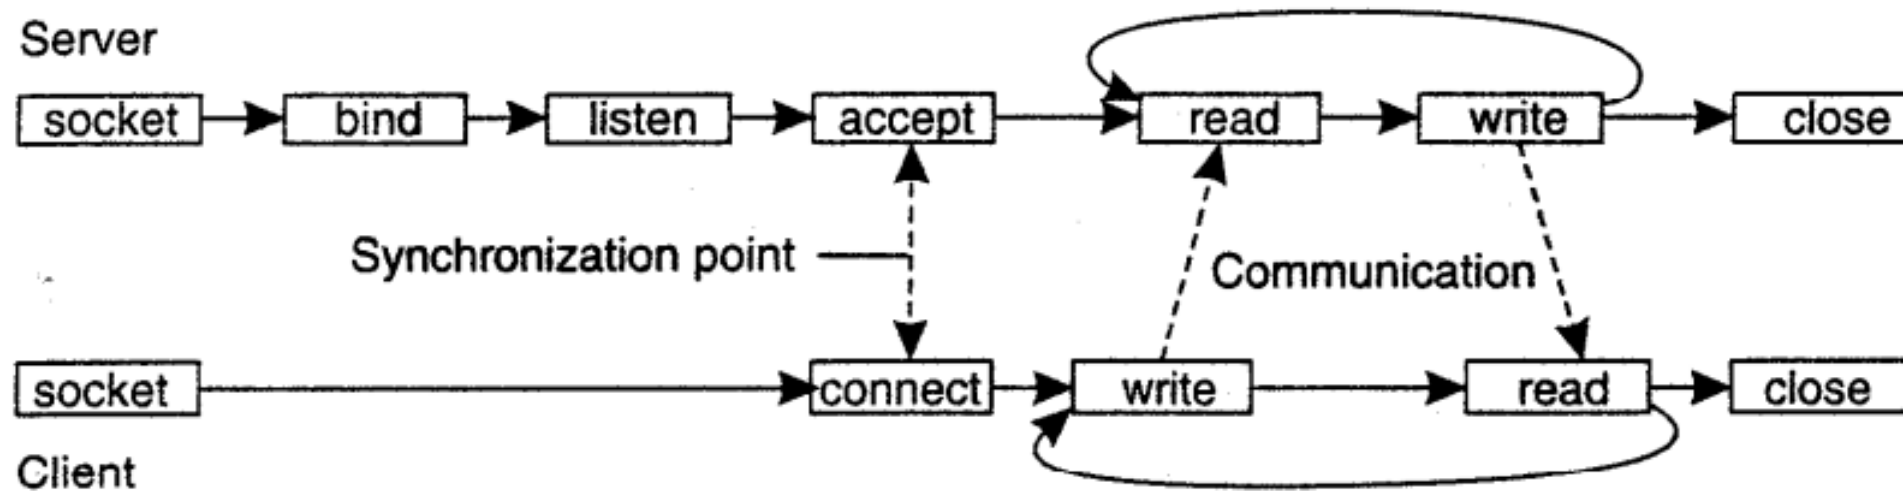 Server
socket bind listen accept read write close
Synchronization point
Communication
socket connect write read close
Client